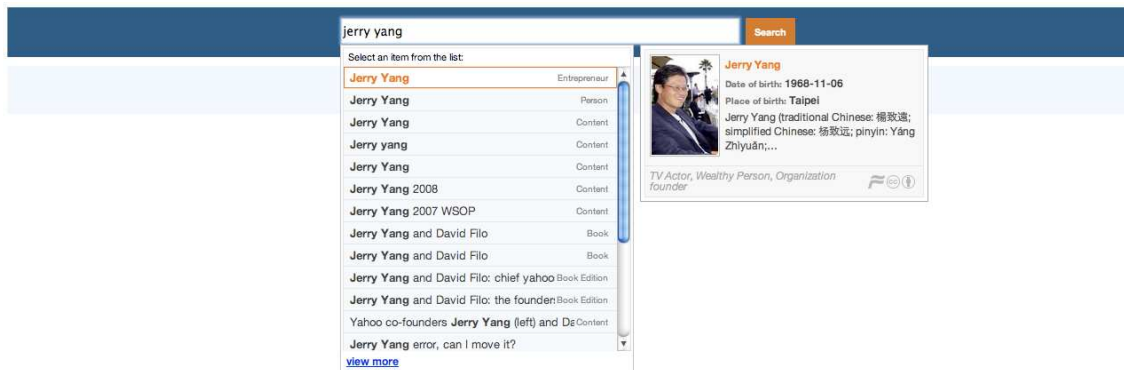 jerry yang
Search
Select an item from the list:
Jerry Yang Entrepreneur
Jerry Yang Person
Jerry Yang Content
Jerry yang Content
Jerry Yang Content
Jerry Yang 2008 Content
Jerry Yang 2007 WSOP Content
Jerry Yang and David Filo Book
Jerry Yang and David Filo Book
Jerry Yang and David Filo: chief yahoo Book Edition
Jerry Yang and David Filo: the founder Book Edition
Yahoo co-founders Jerry Yang (left) and Da Content
Jerry Yang error, can I move it?
view more
Jerry Yang
Date of birth: 1968-11-06
Place of birth: Taipei
Jerry Yang (traditional Chinese: 楊致遠;
simplified Chinese: 杨致远; pinyin: Yáng
Zhìyuǎn;...
TV Actor, Wealthy Person, Organization
founder
cc